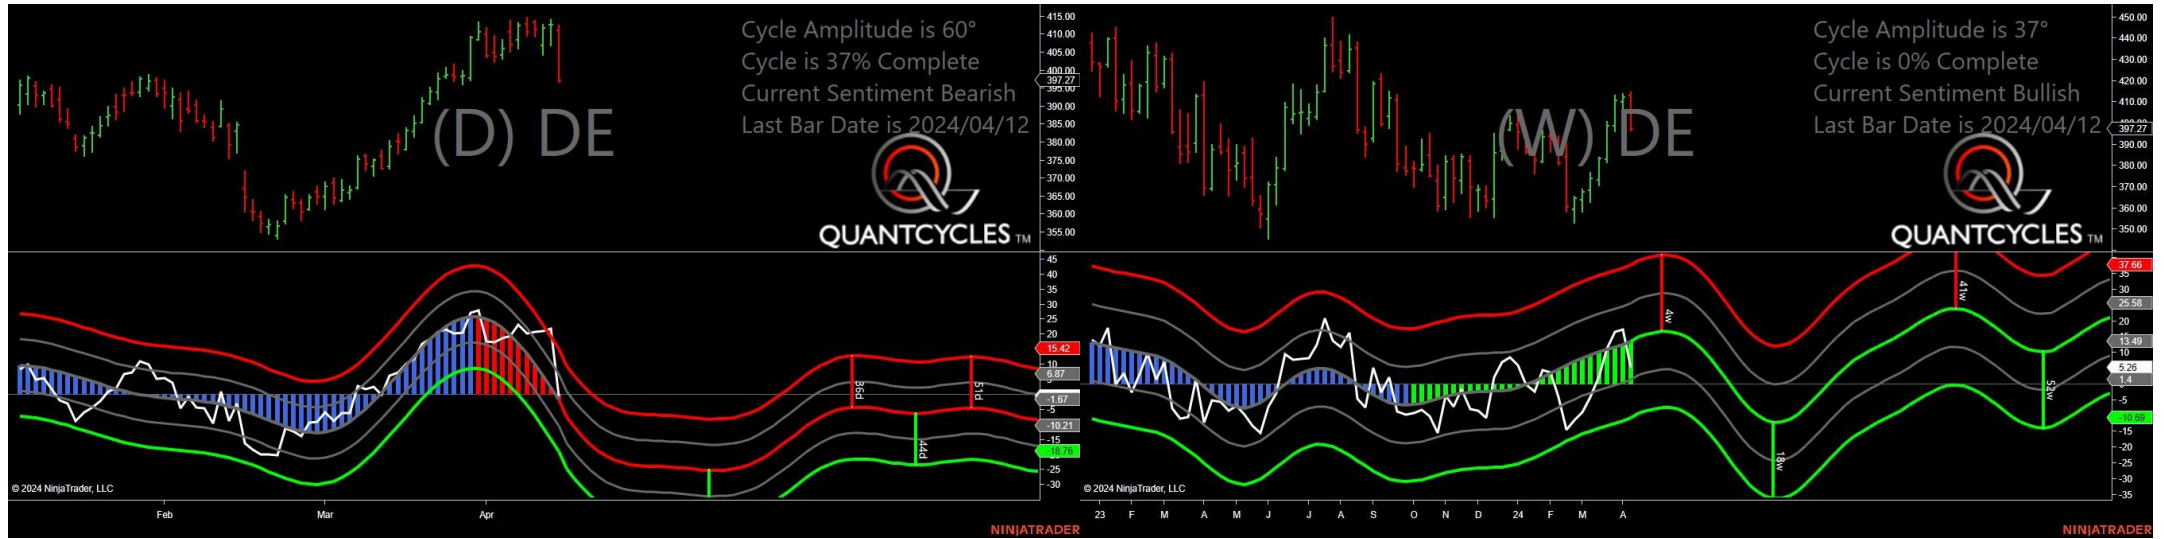 Cycle Amplitude is 60°
Cycle is 37% Complete
Current Sentiment Bearish
Last Bar Date is 2024/04/12
(D) DE
QUANTCYCLES TM
415.00
410.00
405.00
400.00
397.27
395.00
390.00
385.00
380.00
375.00
370.00
365.00
360.00
355.00
45
40
35
30
25
20
15.42
10
6.87
-1.67
-5
-10.21
-15
-18.76
-25
-30
36d
44d
51d
© 2024 NinjaTrader, LLC
Feb
Mar
Apr
NINJATRADER
Cycle Amplitude is 37°
Cycle is 0% Complete
Current Sentiment Bullish
Last Bar Date is 2024/04/12
(W) DE
QUANTCYCLES TM
450.00
440.00
430.00
420.00
410.00
397.27
390.00
380.00
370.00
360.00
350.00
37.66
35
30
25.58
20
13.49
10
5.26
1.4
-5
-10.69
-15
-20
-25
-30
-35
4w
18w
41w
52w
© 2024 NinjaTrader, LLC
23 F M A M J J A S O N D 24 F M A
NINJATRADER